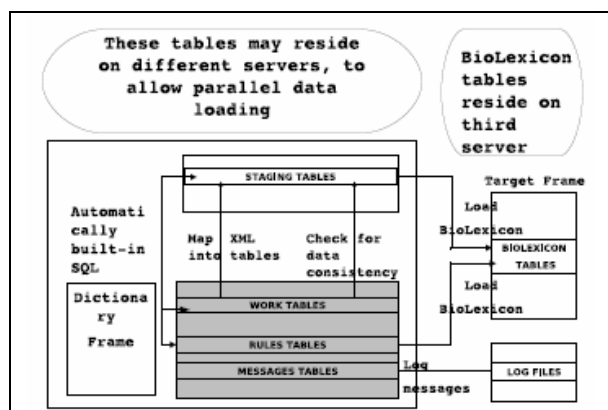 These tables may reside
on different servers, to
allow parallel data
loading
BioLexicon
tables
reside on
third
server
STAGING TABLES
Target Frame
Automati
cally
built-in
SQL
Map XML
into tables
Check for
data
consistency
Load
BioLexicon
BIOLEXICON
TABLES
Load
BioLexicon
Dictiona
ry
Frame
WORK TABLES
RULES TABLES
MESSAGES TABLES
Log
messages
LOG FILES